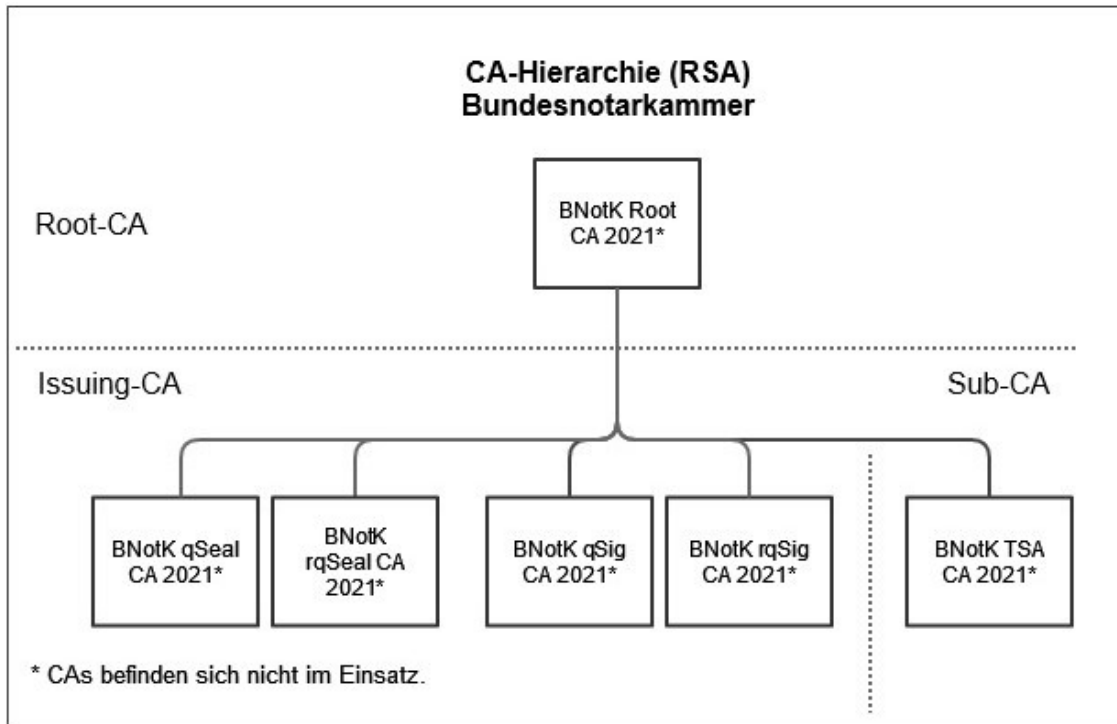 CA-Hierarchie (RSA)
Bundesnotarkammer
Root-CA
BNotK Root
CA 2021*
Issuing-CA
Sub-CA
BNotK qSeal
CA 2021*
BNotK
rqSeal CA
2021*
BNotK qSig
CA 2021*
BNotK rqSig
CA 2021*
BNotK TSA
CA 2021*
* CAs befinden sich nicht im Einsatz.